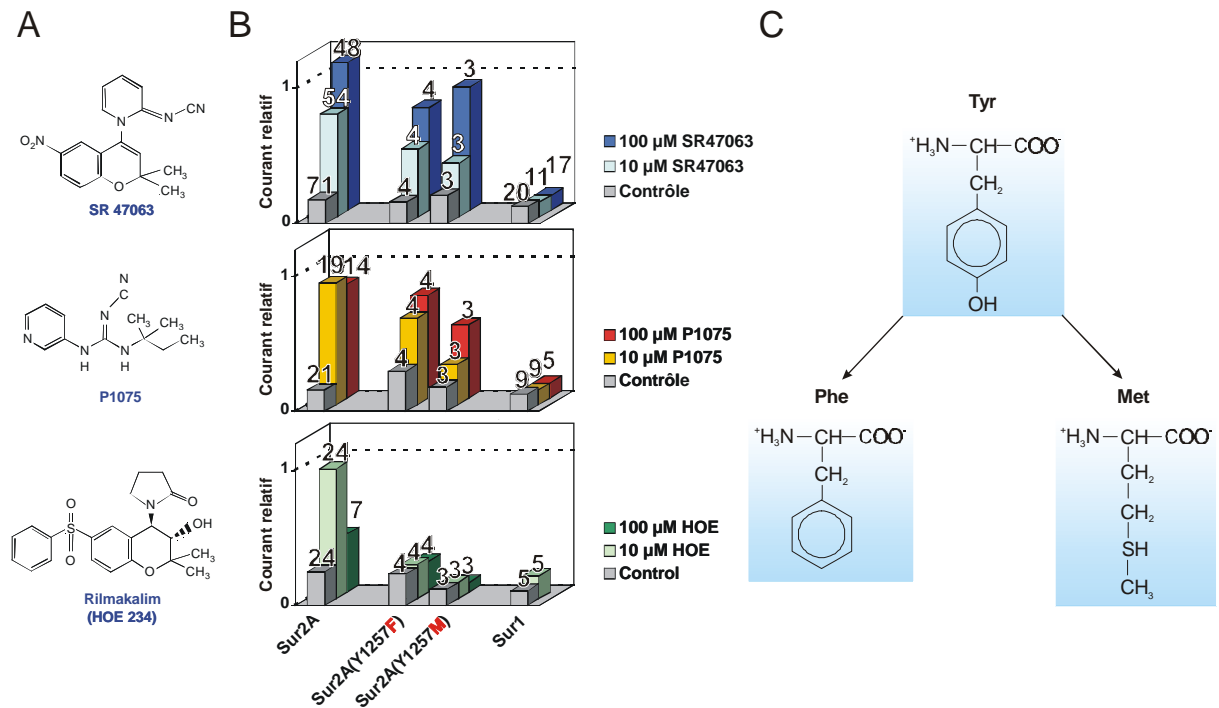 A
B
C
N
N
CN
NO₂
O
CH₃
CH₃
SR 47063
Courant relatif
1
0
71
54
48
4
4
4
3
3
3
20
11
17
100 µM SR47063
10 µM SR47063
Contrôle
N
C
N
CH₃
CH₃
CH₃
N
N
N
H
H
P1075
Courant relatif
1
0
21
19
14
4
4
4
3
3
3
9
9
5
100 µM P1075
10 µM P1075
Contrôle
N
O
O
S
O
OH
CH₃
CH₃
O
Rilmakalim
(HOE 234)
Courant relatif
1
0
24
24
7
4
4
4
3
3
3
5
5
100 µM HOE
10 µM HOE
Control
Sur2A
Sur2A(Y1257F)
Sur2A(Y1257M)
Sur1
Tyr
⁺H₃N—CH—COO⁻
CH₂
OH
Phe
⁺H₃N—CH—COO⁻
CH₂
Met
⁺H₃N—CH—COO⁻
CH₂
CH₂
SH
CH₃